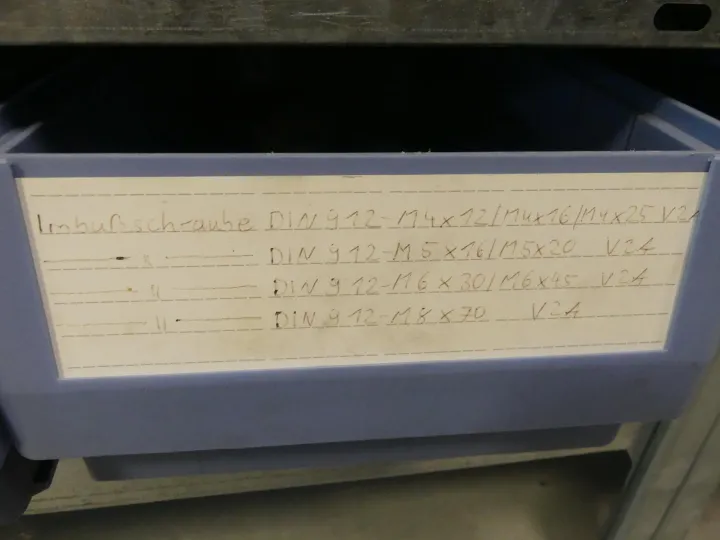 Imbußschraube DIN 912-M4x12/M4x16/M4x25 V2A
" DIN 912-M5x16/M5x20 V2A
" DIN 912-M6x30/M6x45 V2A
" DIN 912-M8x70 V2A